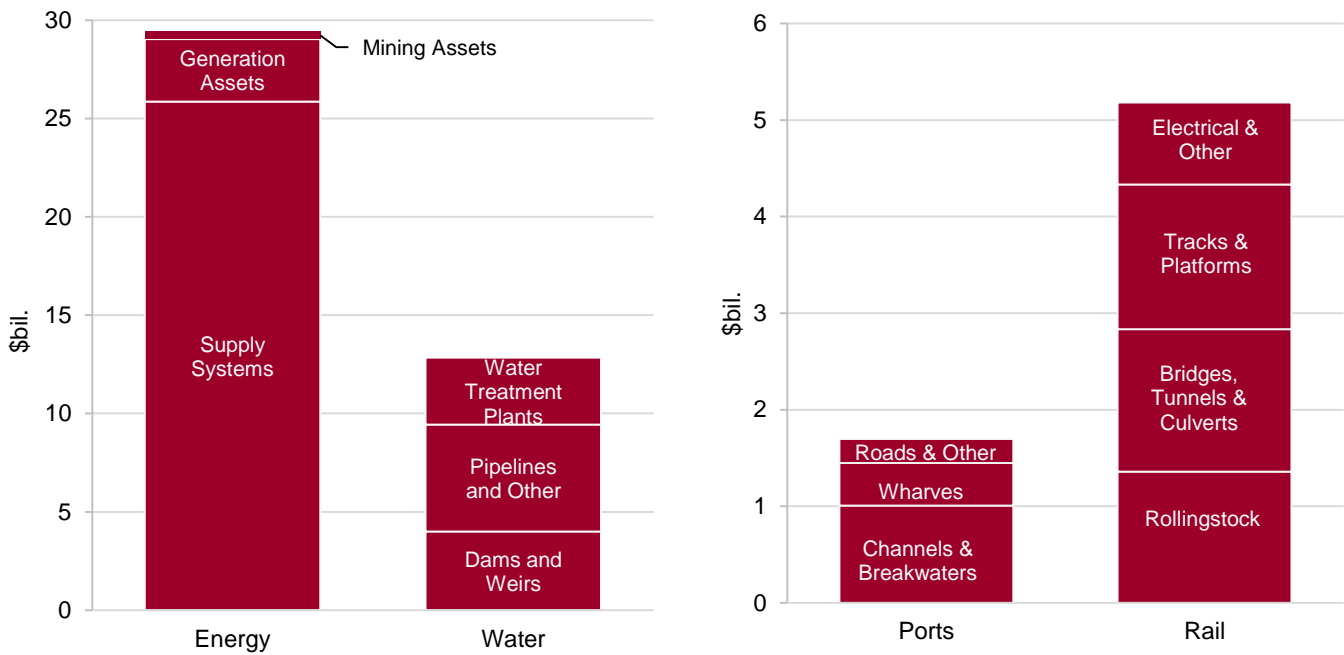 30
25
20
15
10
5
0
$bil.
Mining Assets
Generation
Assets
Supply
Systems
Water
Treatment
Plants
Pipelines
and Other
Dams and
Weirs
Energy
Water
6
5
4
3
2
1
0
$bil.
Roads & Other
Wharves
Channels &
Breakwaters
Electrical &
Other
Tracks &
Platforms
Bridges,
Tunnels &
Culverts
Rollingstock
Ports
Rail